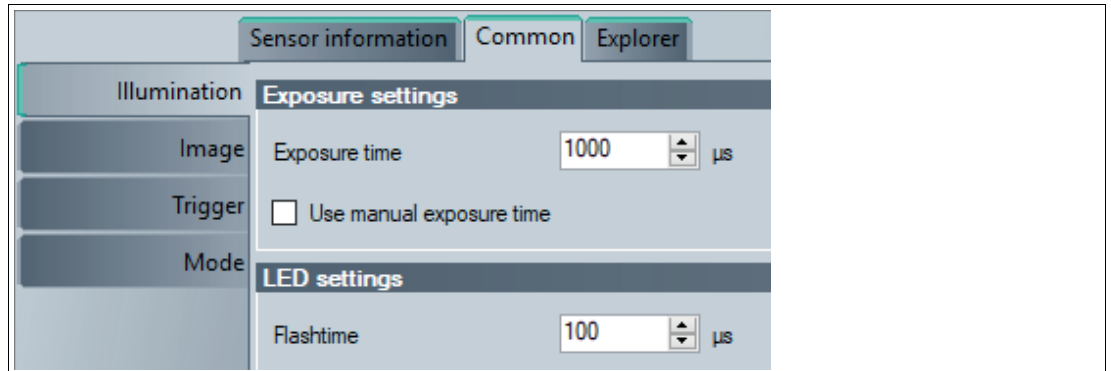 Sensor information Common Explorer
Illumination
Exposure settings
Image
Exposure time 1000 µs
Trigger
Use manual exposure time
Mode
LED settings
Flashtime 100 µs